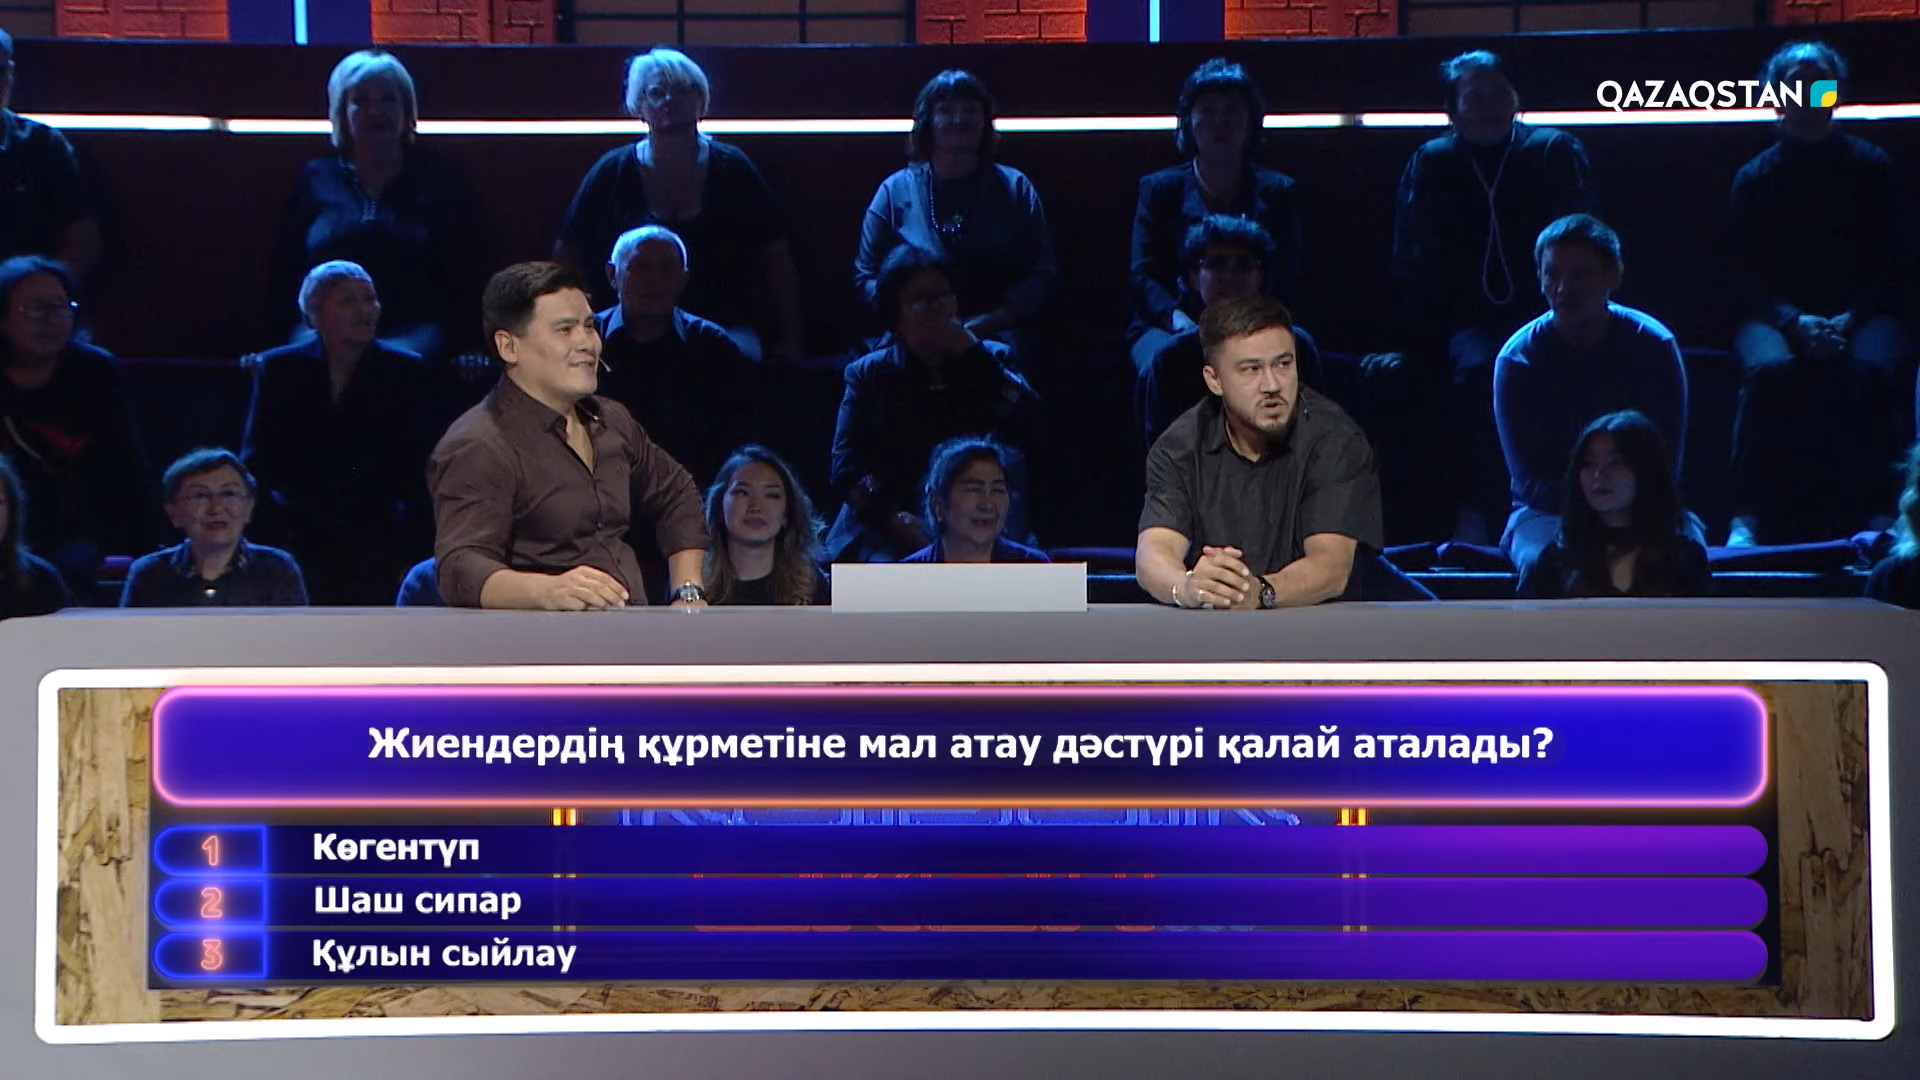 QAZAQSTAN
Жиендердің құрметіне мал атау дәстүрі қалай аталады?
1 Көгентүп
2 Шаш сипар
3 Құлын сыйлау